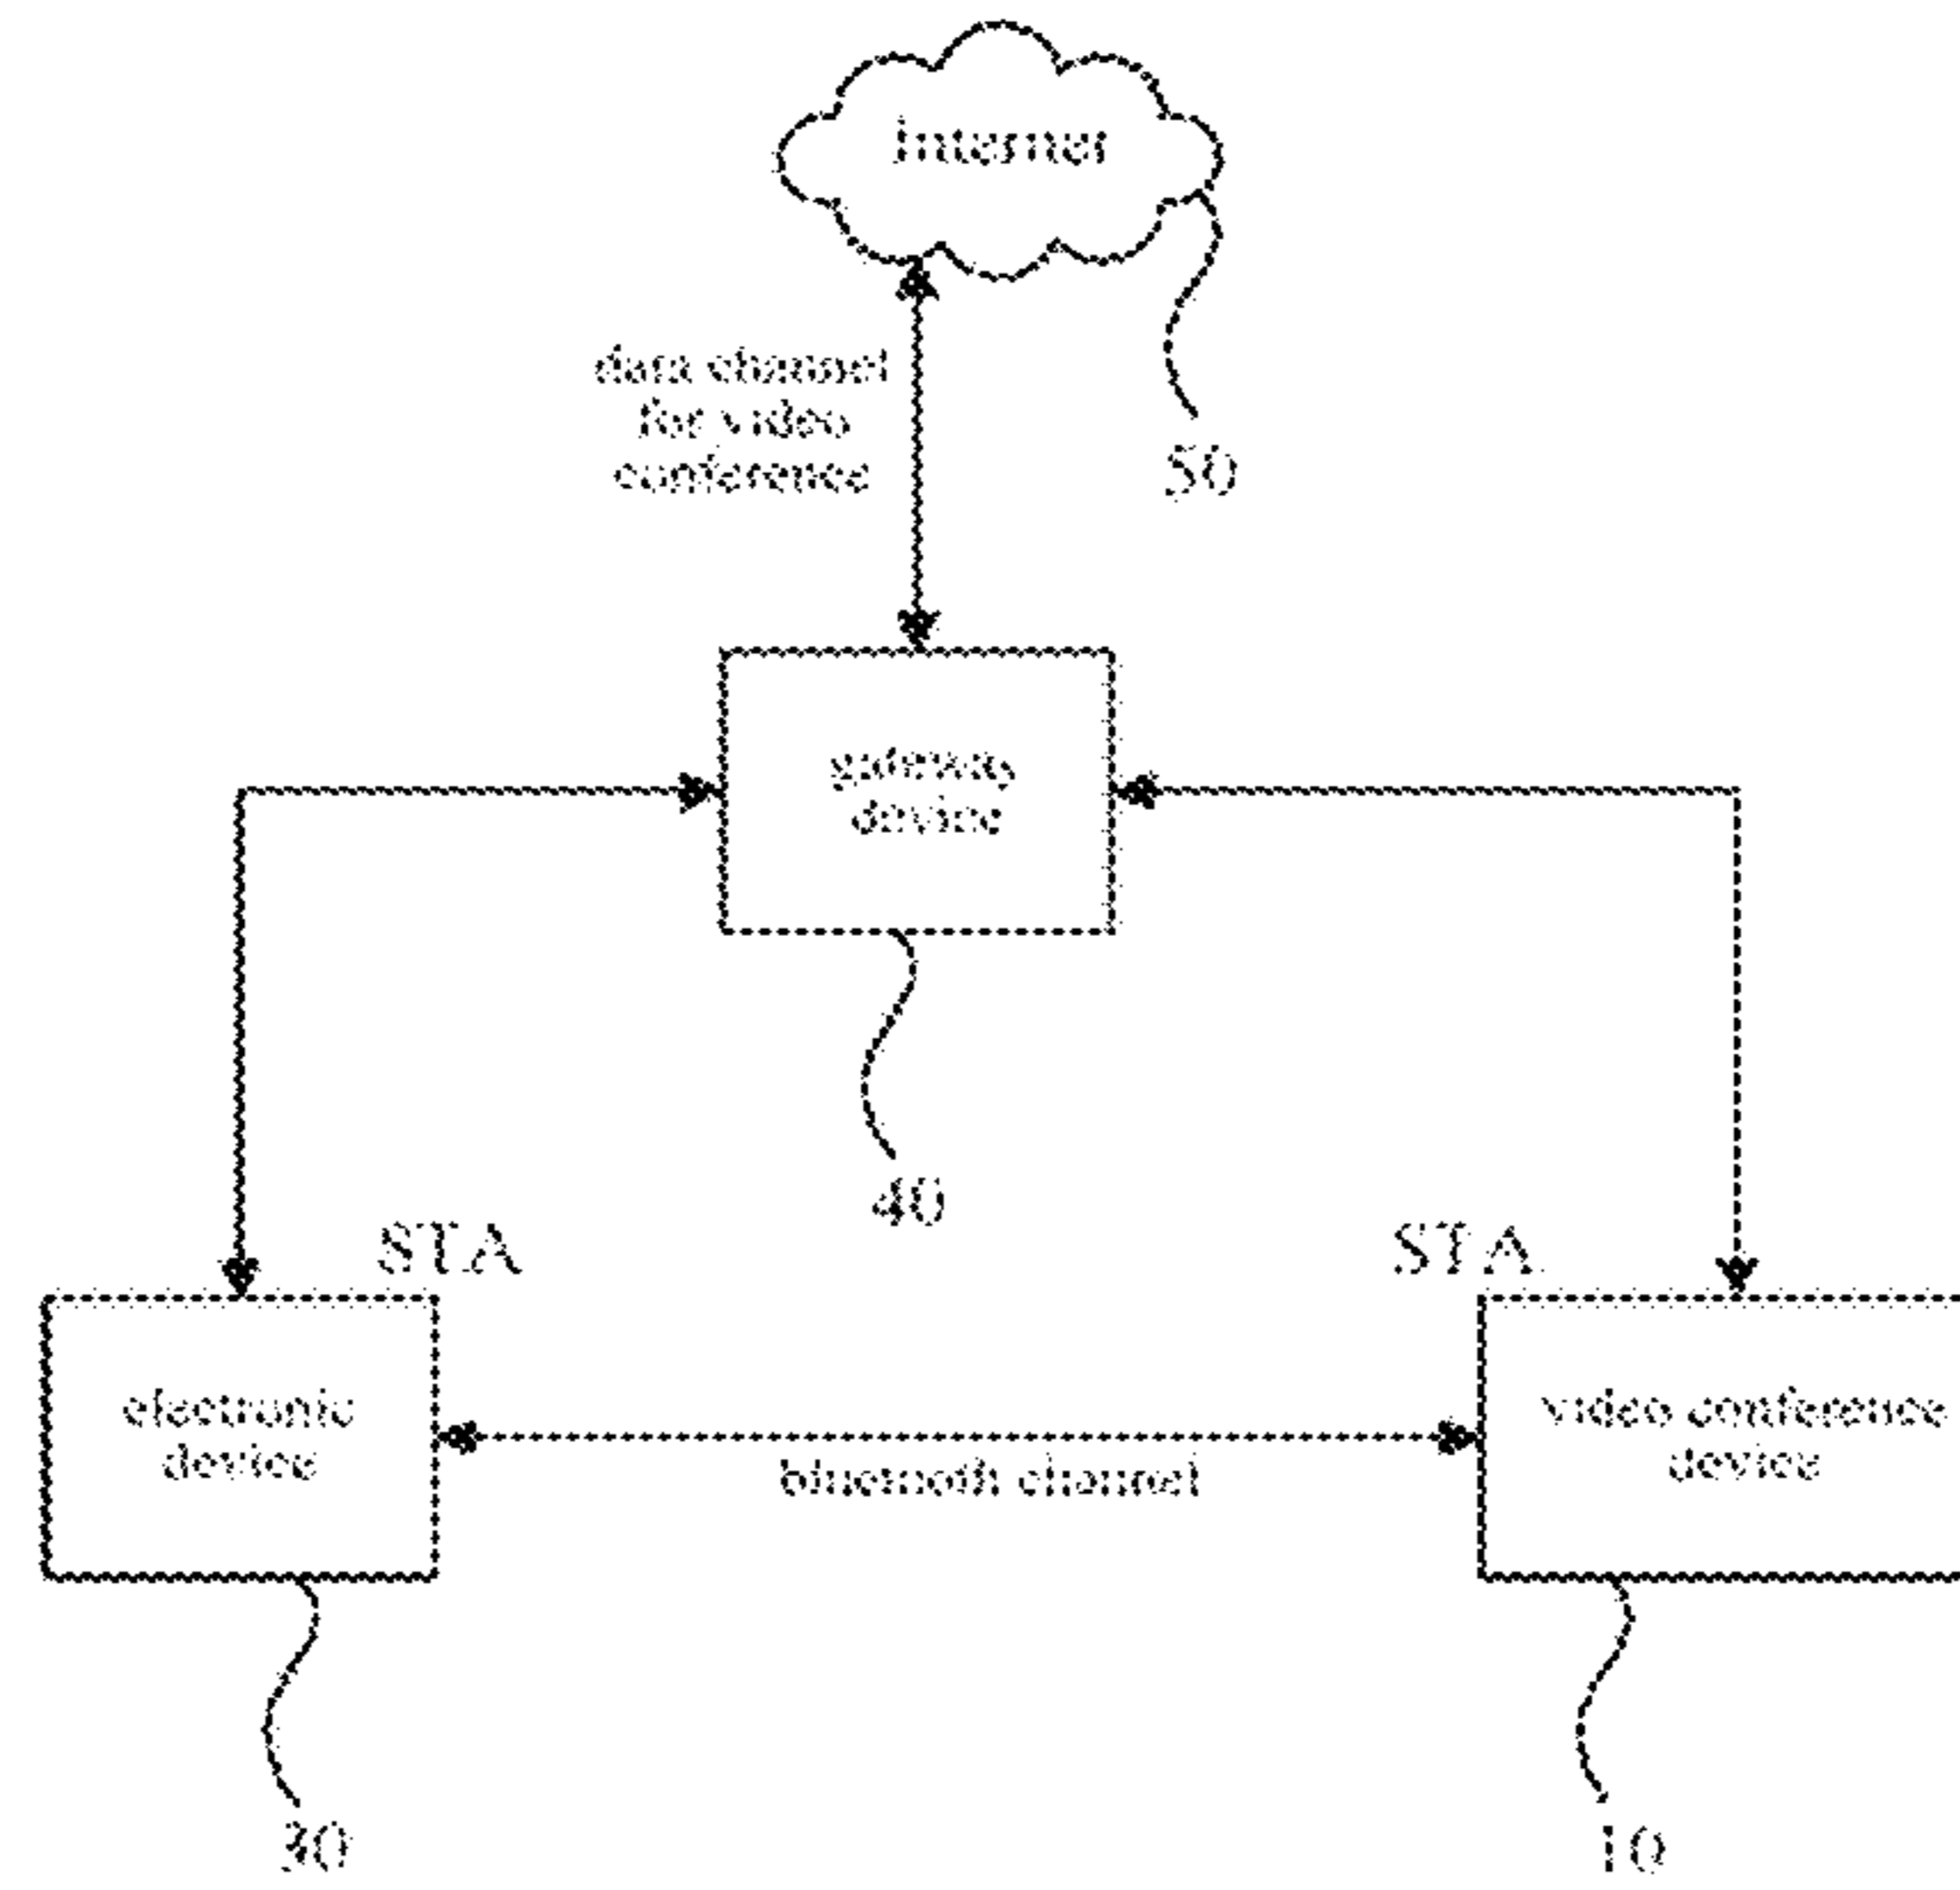 Internet
data channel
for video
conference
50
gateway
device
40
STA
STA
electronic
device
video conference
device
bluetooth channel
30
10